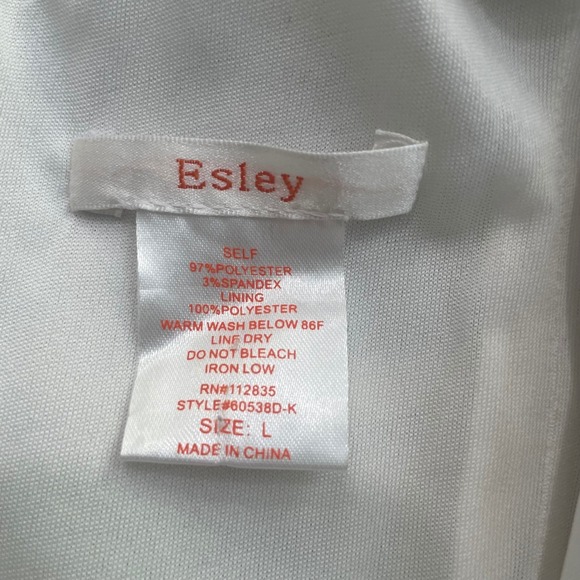 Esley
SELF
97%POLYESTER
3%SPANDEX
LINING
100%POLYESTER
WARM WASH BELOW 86F
LINE DRY
DO NOT BLEACH
IRON LOW
RN#112835
STYLE#60538D-K
SIZE: L
MADE IN CHINA